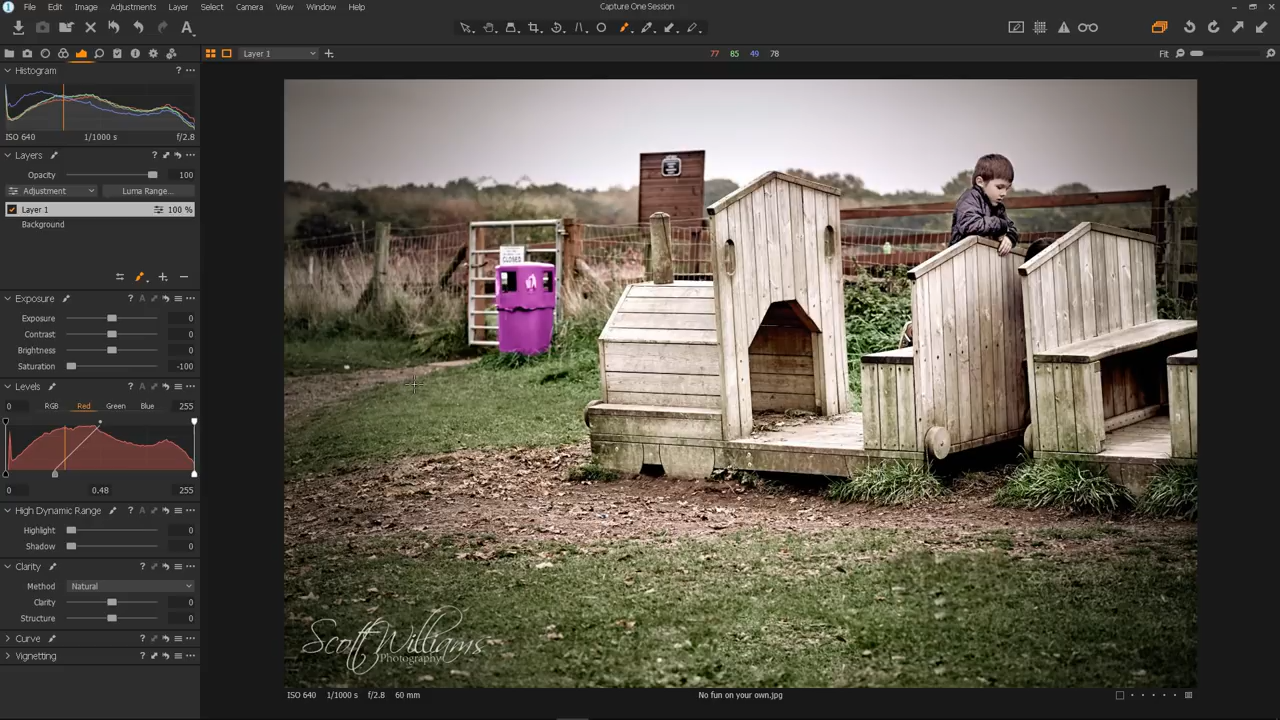 Capture One Session
File Edit Image Adjustments Layer Select Camera View Window Help
Layer 1
77 85 49 78
Fit
Histogram
ISO 640 1/1000 s f/2.8
Layers
Opacity 100
Adjustment Luma Range...
Layer 1 100 %
Background
Exposure
Exposure 0
Contrast 0
Brightness 0
Saturation -100
Levels
0 RGB Red Green Blue 255
0 0.48 255
High Dynamic Range
Highlight 0
Shadow 0
Clarity
Method Natural
Clarity 0
Structure 0
Curve
Vignetting
CLOSED
Scott Williams
Photography
ISO 640 1/1000 s f/2.8 60 mm No fun on your own.jpg